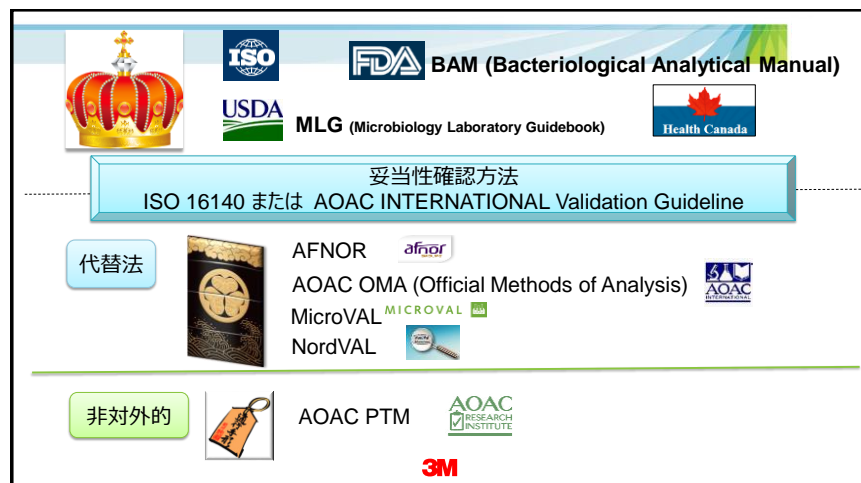 ISO
FDA BAM (Bacteriological Analytical Manual)
USDA MLG (Microbiology Laboratory Guidebook)
Health Canada
妥当性確認方法
ISO 16140 または AOAC INTERNATIONAL Validation Guideline
代替法
AFNOR afnor
AOAC OMA (Official Methods of Analysis)
AOAC
INTERNATIONAL
MicroVAL MICROVAL
NordVAL
非対外的
AOAC PTM
AOAC
RESEARCH
INSTITUTE
3M